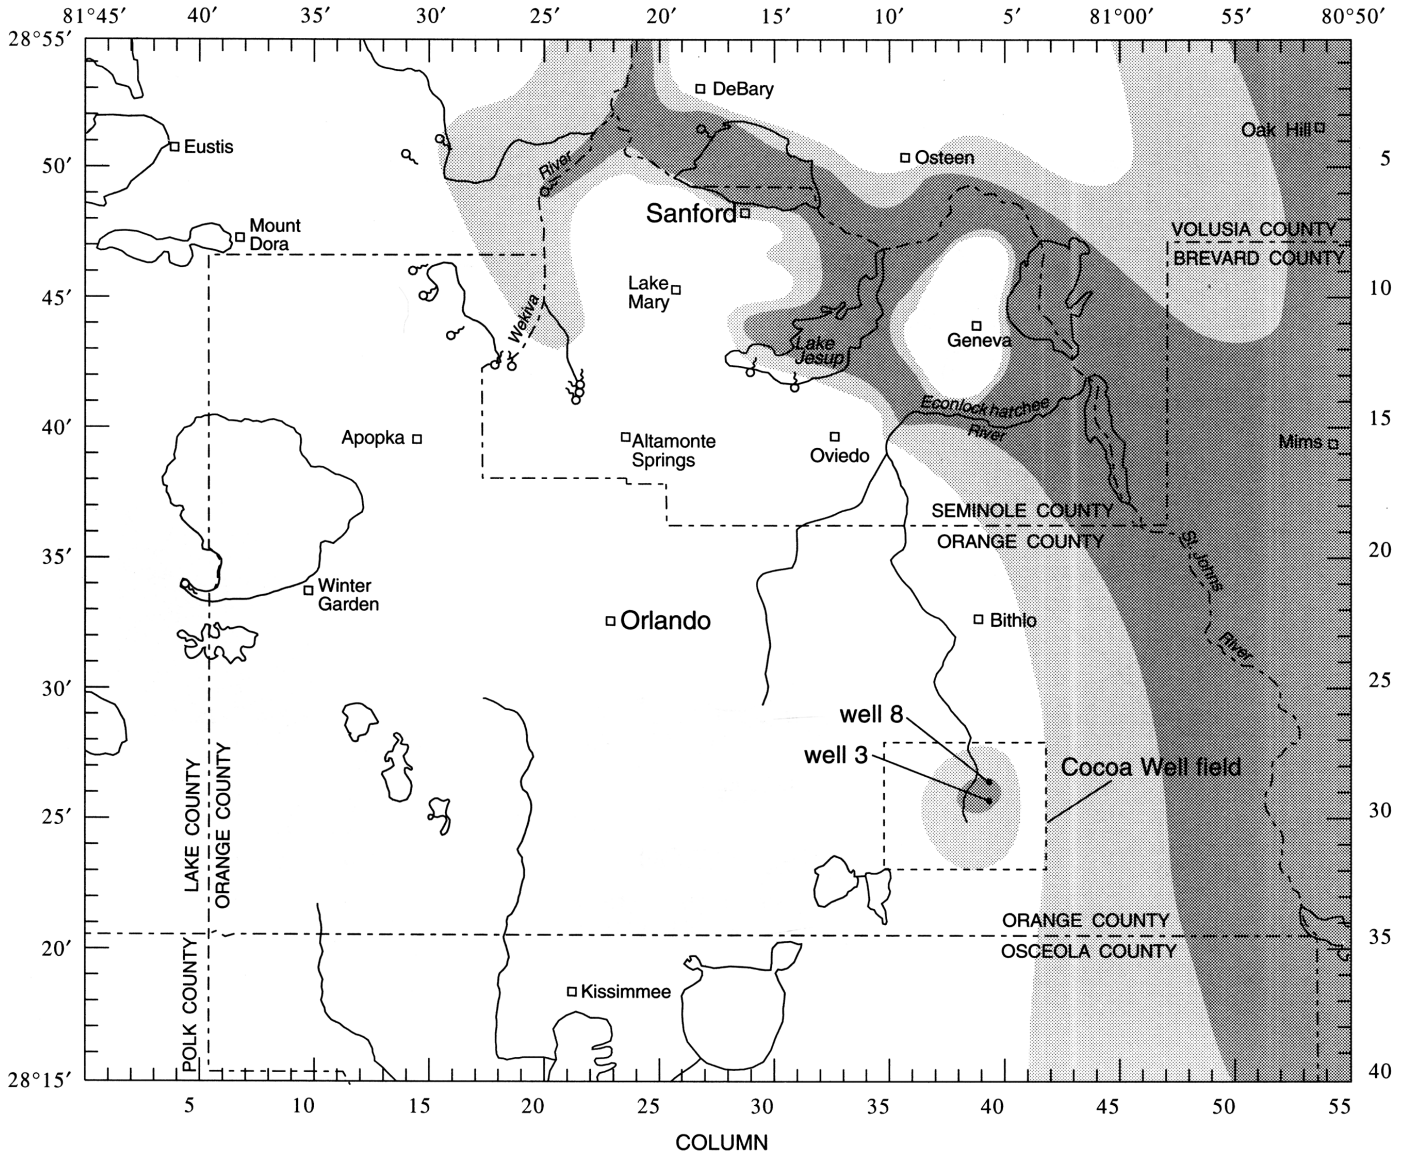 81°45′ 40′ 35′ 30′ 25′ 20′ 15′ 10′ 5′ 81°00′ 55′ 80°50′
28°55′
DeBary
Oak Hill
Eustis
50′
River
Osteen
5
Sanford
Mount
Dora
VOLUSIA COUNTY
BREVARD COUNTY
Lake
Mary
45′
10
Wekiva
Geneva
Lake
Jesup
Econlockhatchee
River
40′
15
Apopka
Altamonte
Springs
Oviedo
Mims
SEMINOLE COUNTY
ORANGE COUNTY
35′
20
St. Johns
River
Winter
Garden
Orlando
Bithlo
30′
25
well 8
well 3
Cocoa Well field
LAKE COUNTY
ORANGE COUNTY
25′
30
ORANGE COUNTY
OSCEOLA COUNTY
20′
35
POLK COUNTY
Kissimmee
28°15′
40
5 10 15 20 25 30 35 40 45 50 55
COLUMN